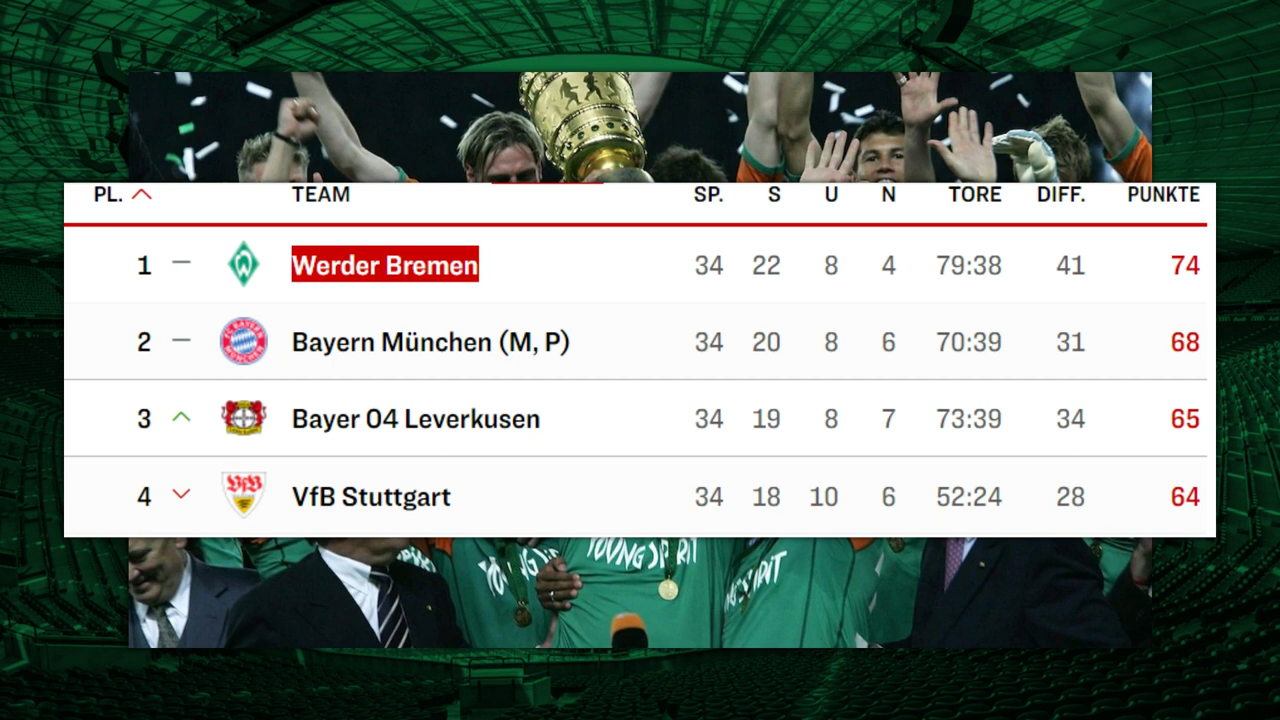 PL. TEAM SP. S U N TORE DIFF. PUNKTE
1 Werder Bremen 34 22 8 4 79:38 41 74
2 Bayern München (M, P) 34 20 8 6 70:39 31 68
3 Bayer 04 Leverkusen 34 19 8 7 73:39 34 65
4 VfB Stuttgart 34 18 10 6 52:24 28 64
YOUNG SPIRIT